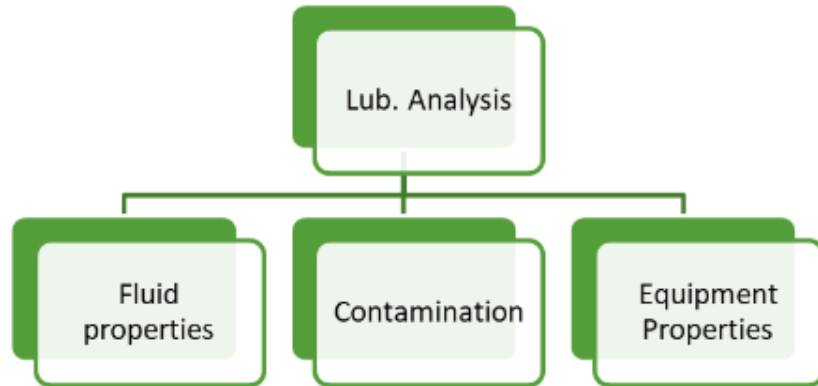 Lub. Analysis
Fluid
properties
Contamination
Equipment
Properties